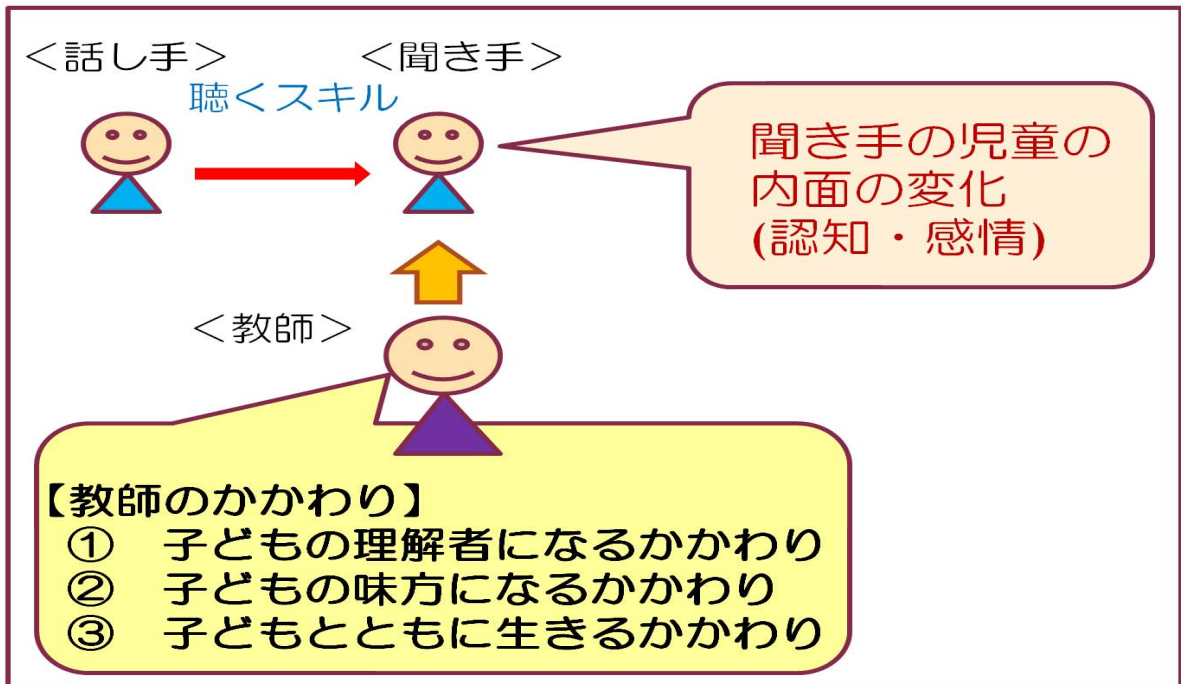 ＜話し手＞
＜聞き手＞
聴くスキル
聞き手の児童の
内面の変化
(認知・感情)
＜教師＞
【教師のかかわり】
①　子どもの理解者になるかかわり
②　子どもの味方になるかかわり
③　子どもとともに生きるかかわり